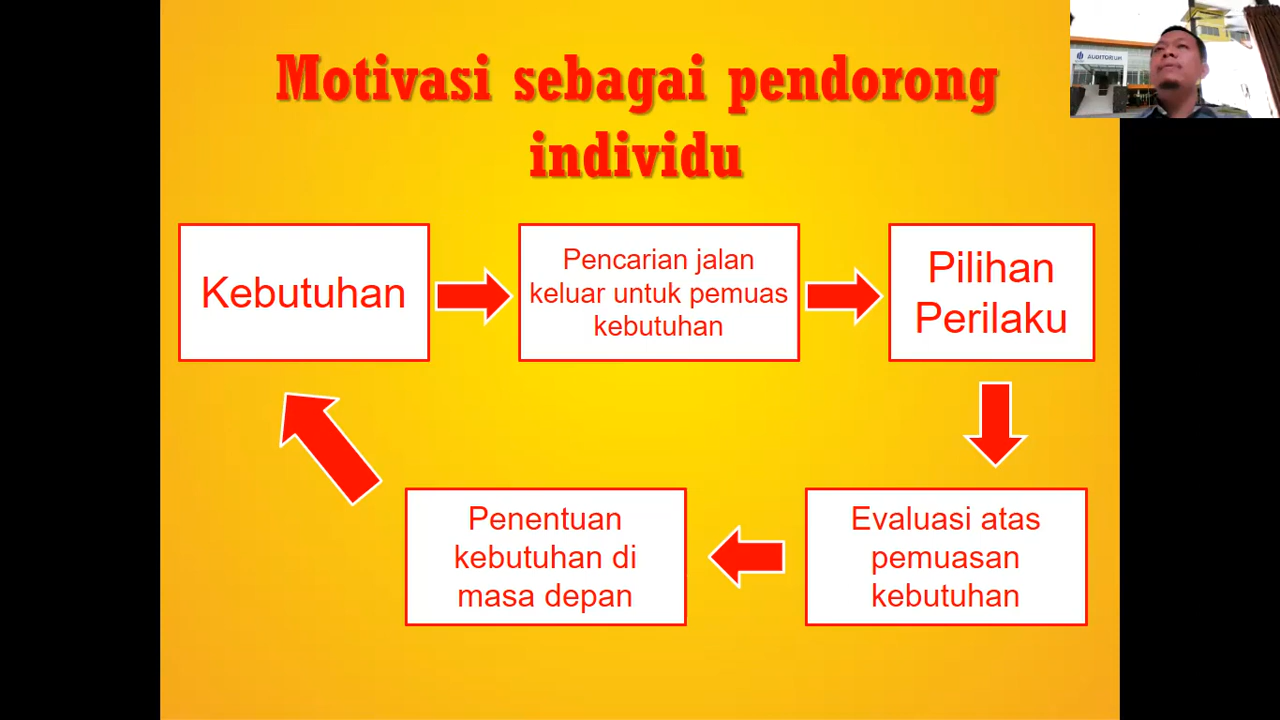 Motivasi sebagai pendorong
individu
Kebutuhan
Pencarian jalan
keluar untuk pemuas
kebutuhan
Pilihan
Perilaku
Evaluasi atas
pemuasan
kebutuhan
Penentuan
kebutuhan di
masa depan
AUDITORIUM